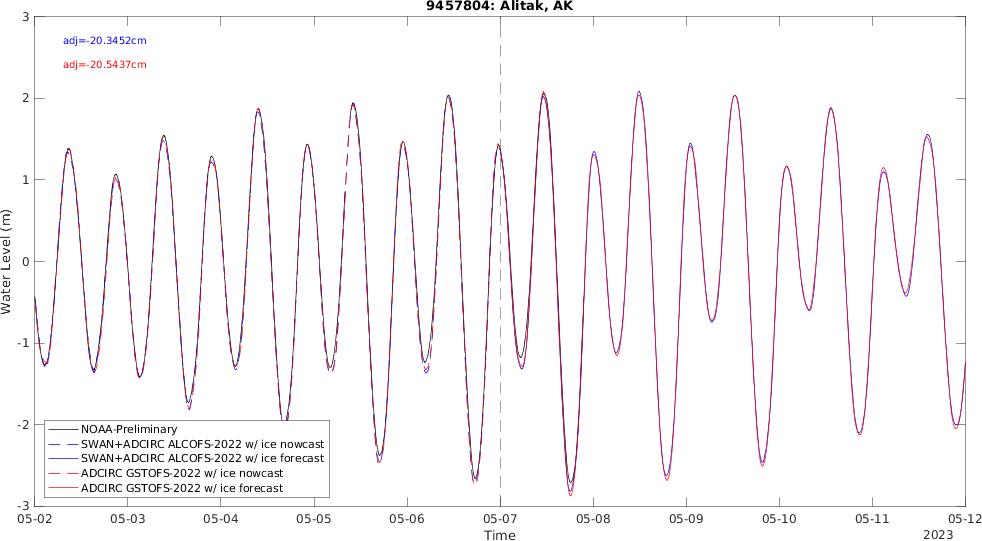 9457804: Alitak, AK
adj=-20.3452cm
adj=-20.5437cm
3
2
1
0
-1
-2
-3
Water Level (m)
NOAA-Preliminary
SWAN+ADCIRC ALCOFS-2022 w/ ice nowcast
SWAN+ADCIRC ALCOFS-2022 w/ ice forecast
ADCIRC GSTOFS-2022 w/ ice nowcast
ADCIRC GSTOFS-2022 w/ ice forecast
05-02 05-03 05-04 05-05 05-06 05-07 05-08 05-09 05-10 05-11 05-12
Time
2023